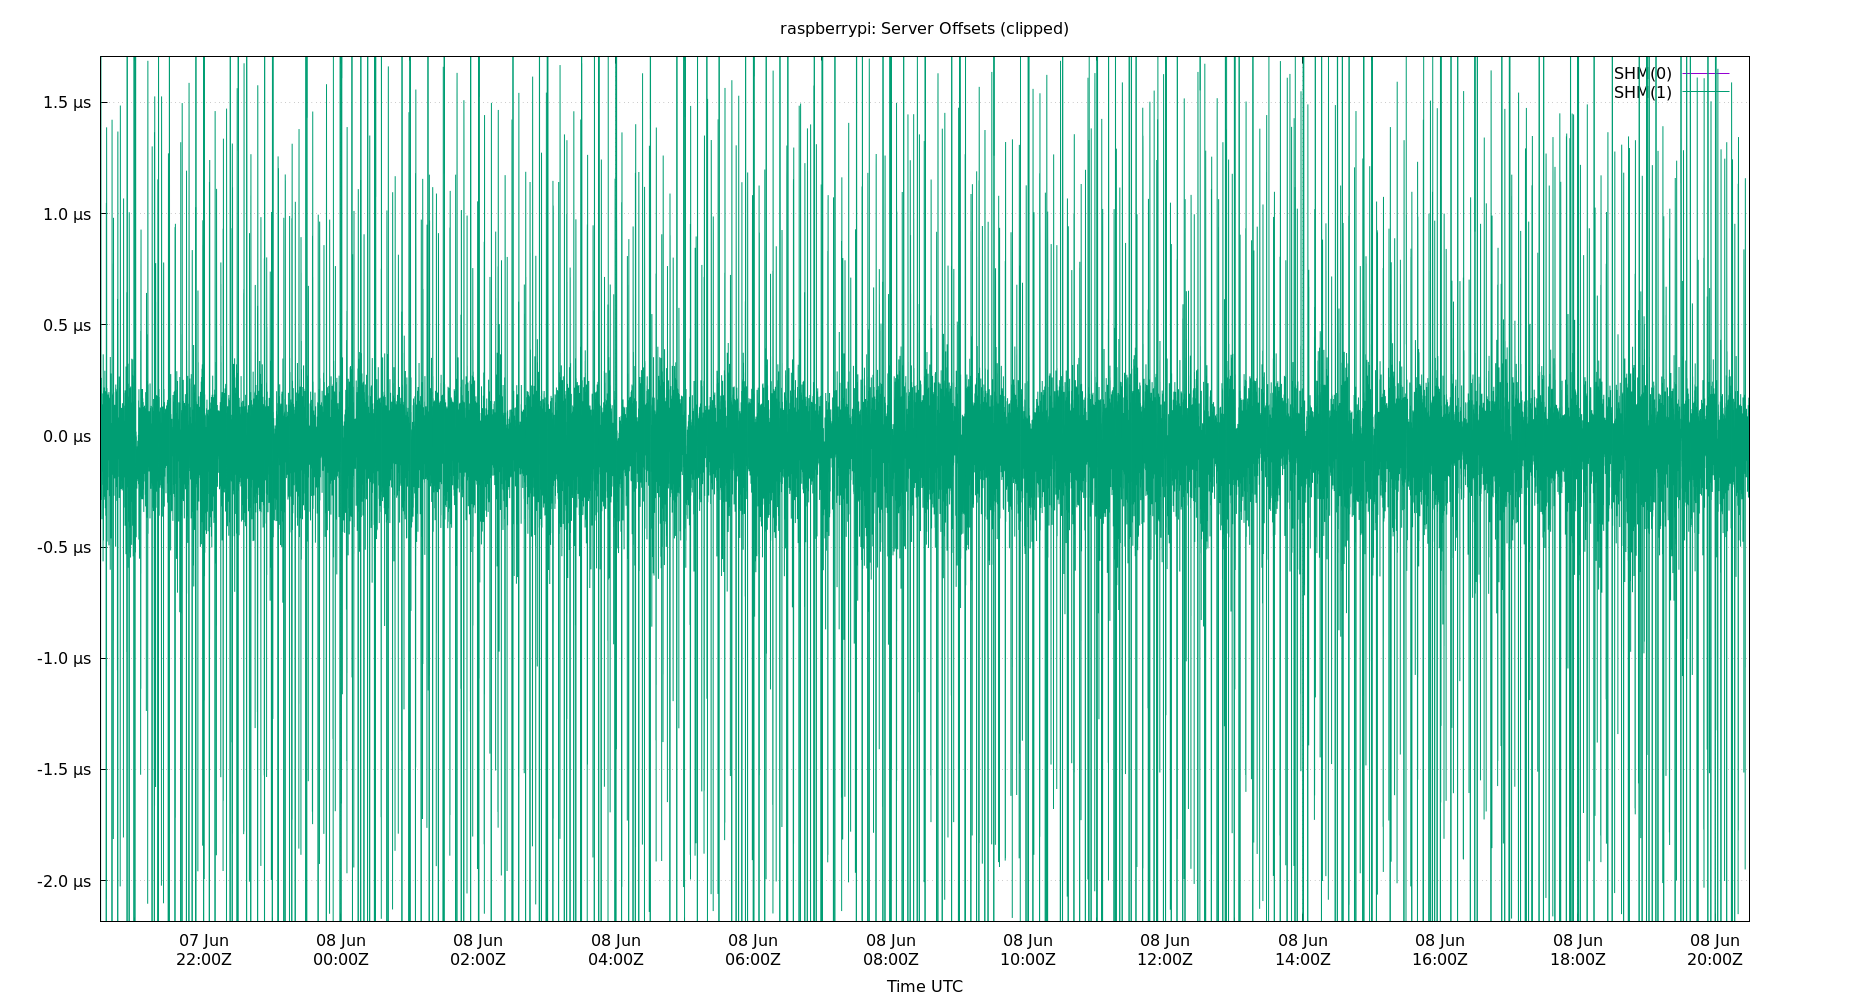 raspberrypi: Server Offsets (clipped)
SHM(0)
SHM(1)
1.5 µs
1.0 µs
0.5 µs
0.0 µs
-0.5 µs
-1.0 µs
-1.5 µs
-2.0 µs
07 Jun 08 Jun 08 Jun 08 Jun 08 Jun 08 Jun 08 Jun 08 Jun 08 Jun 08 Jun 08 Jun 08 Jun
22:00Z 00:00Z 02:00Z 04:00Z 06:00Z 08:00Z 10:00Z 12:00Z 14:00Z 16:00Z 18:00Z 20:00Z
Time UTC